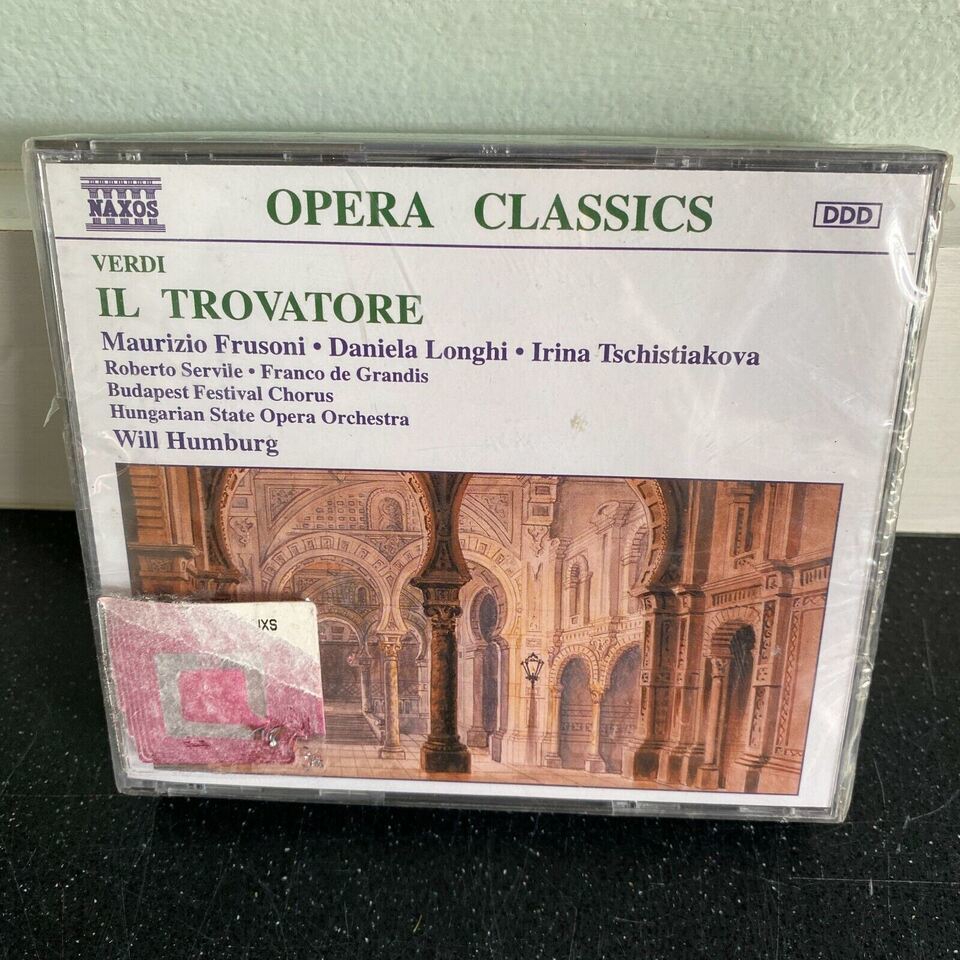 NAXOS
OPERA CLASSICS
DDD
VERDI
IL TROVATORE
Maurizio Frusoni • Daniela Longhi • Irina Tschistiakova
Roberto Servile • Franco de Grandis
Budapest Festival Chorus
Hungarian State Opera Orchestra
Will Humburg